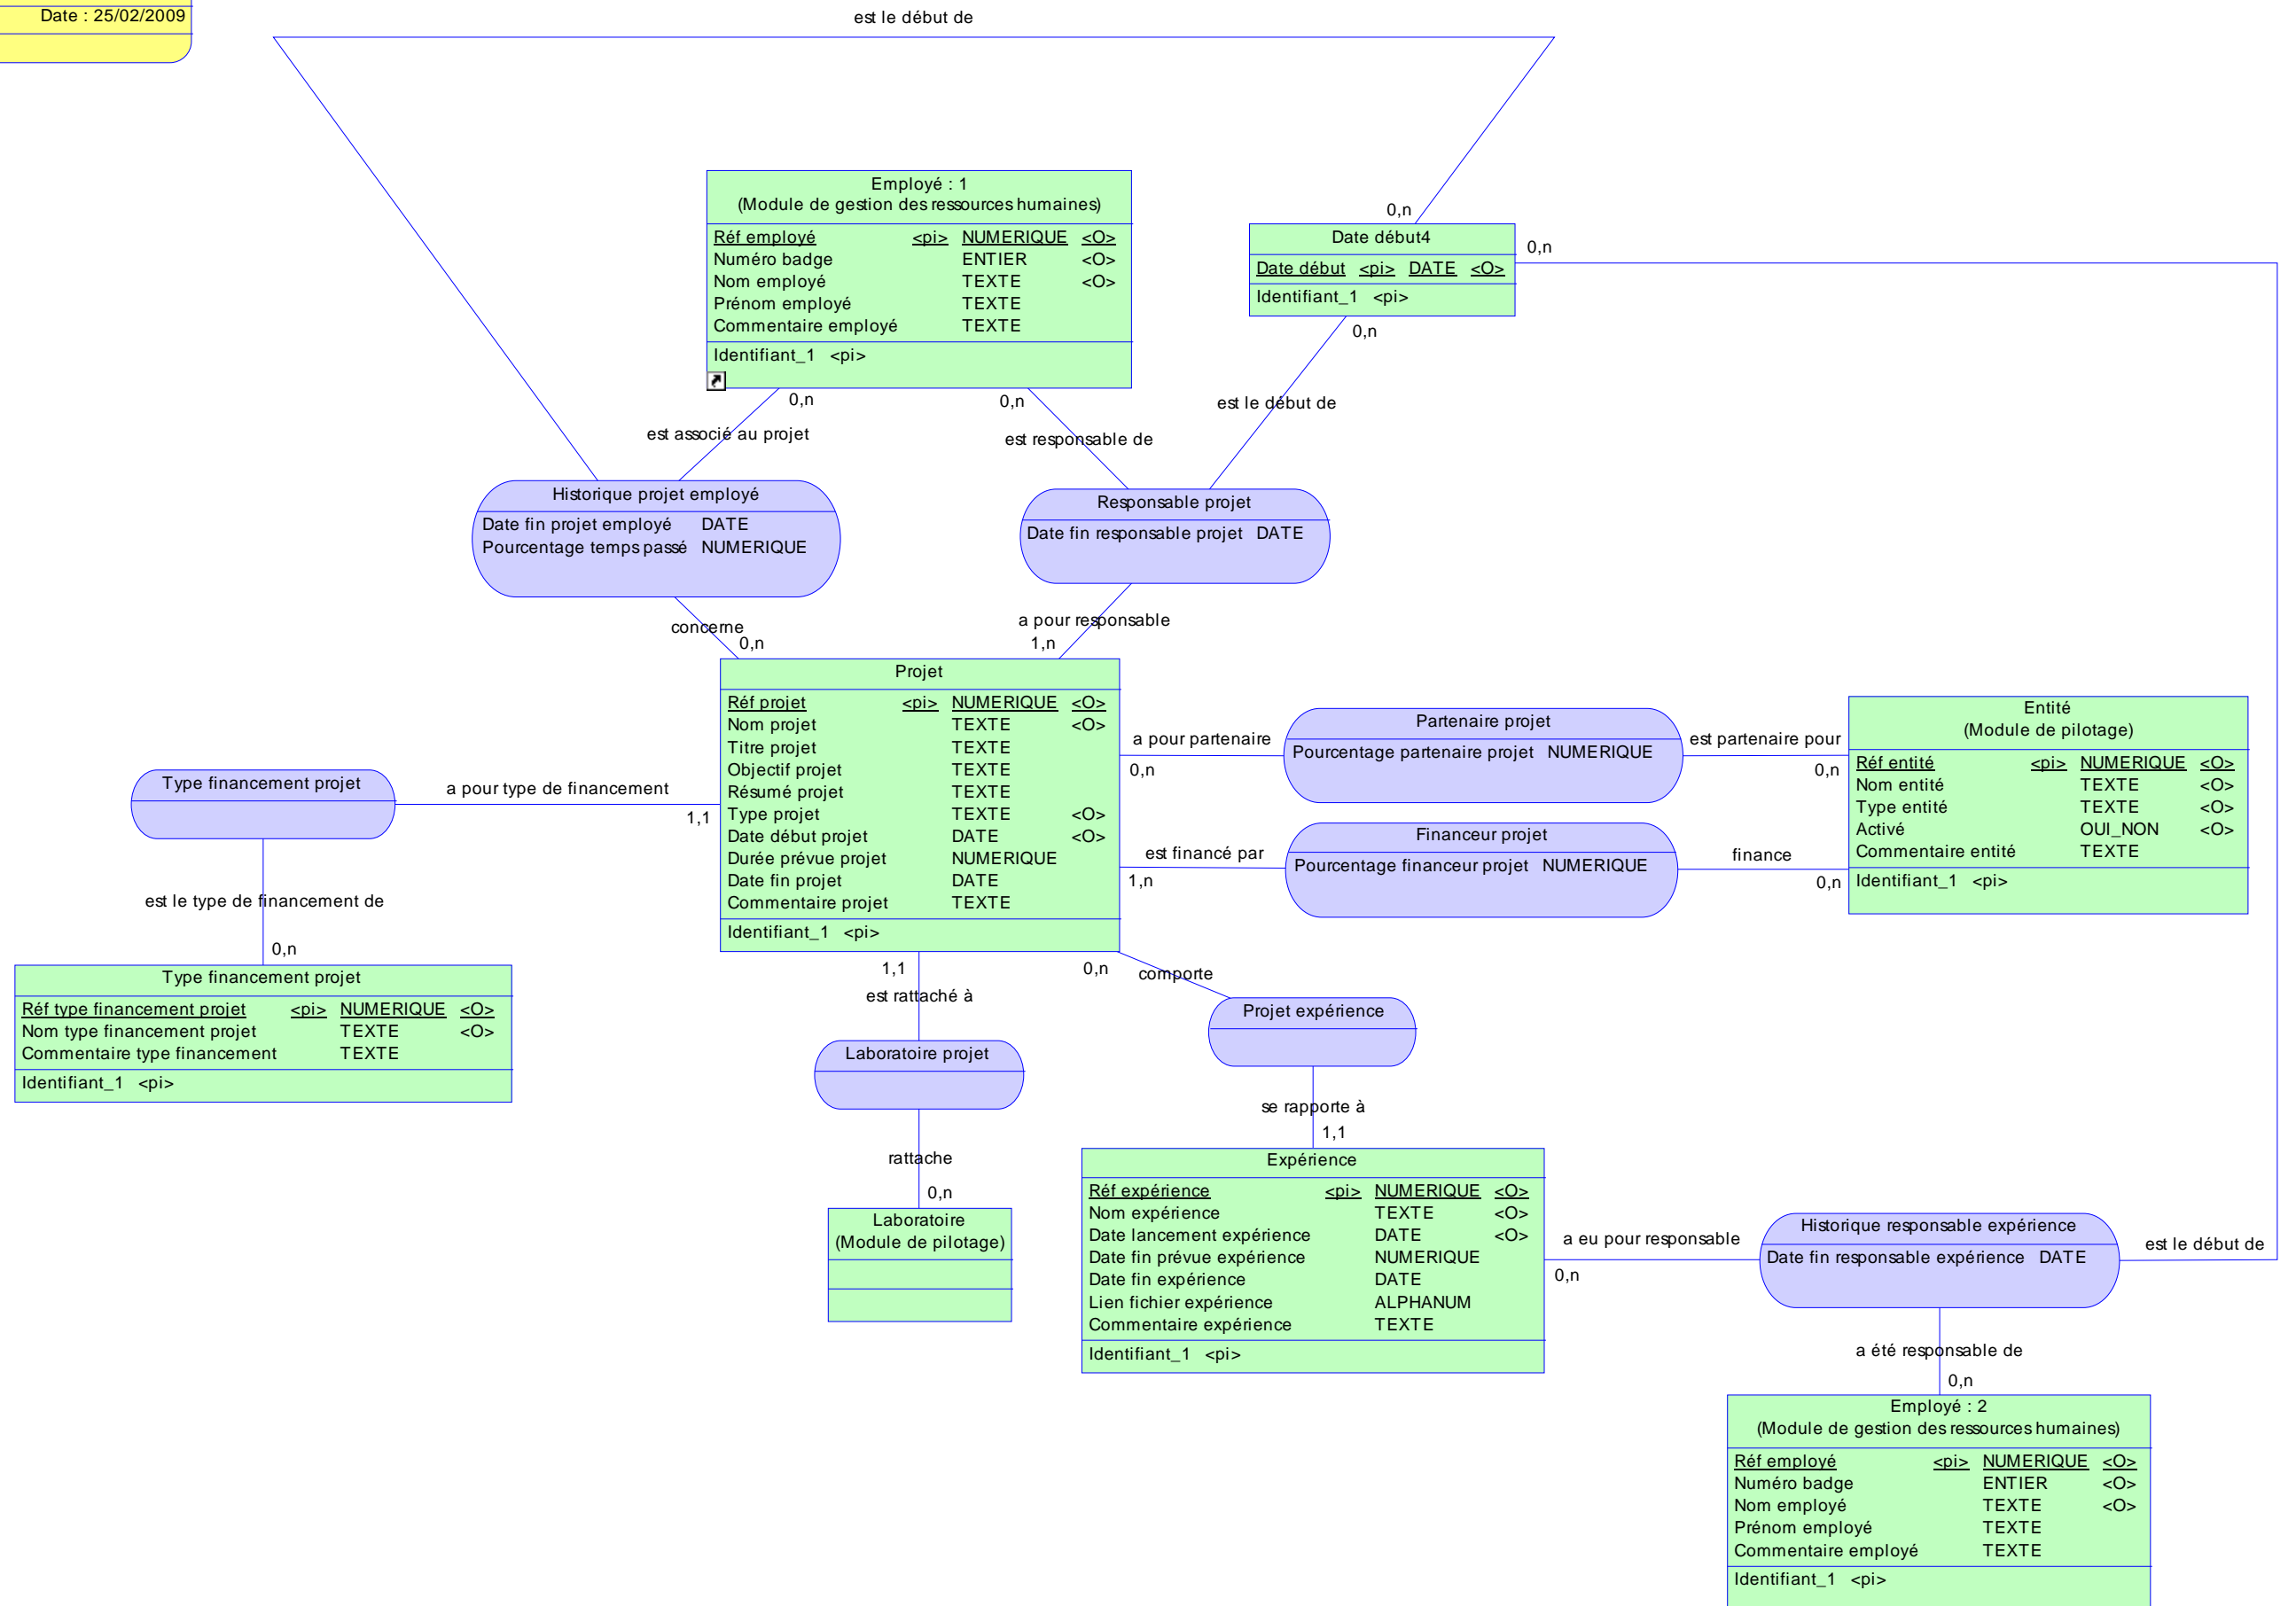 Date : 25/02/2009
est le début de
Employé : 1
(Module de gestion des ressources humaines)
Réf employé <pi> NUMERIQUE <O>
Numéro badge ENTIER <O>
Nom employé TEXTE <O>
Prénom employé TEXTE
Commentaire employé TEXTE
Identifiant_1 <pi>
0,n
Date début4
Date début <pi> DATE <O>
Identifiant_1 <pi>
0,n
0,n
0,n
0,n
est le début de
est associé au projet
est responsable de
Historique projet employé
Date fin projet employé DATE
Pourcentage temps passé NUMERIQUE
Responsable projet
Date fin responsable projet DATE
concerne
0,n
a pour responsable
1,n
Projet
Réf projet <pi> NUMERIQUE <O>
Nom projet TEXTE <O>
Titre projet TEXTE
Objectif projet TEXTE
Résumé projet TEXTE
Type projet TEXTE <O>
Date début projet DATE <O>
Durée prévue projet NUMERIQUE
Date fin projet DATE
Commentaire projet TEXTE
Identifiant_1 <pi>
a pour partenaire
0,n
Partenaire projet
Pourcentage partenaire projet NUMERIQUE
est partenaire pour
0,n
Entité
(Module de pilotage)
Réf entité <pi> NUMERIQUE <O>
Nom entité TEXTE <O>
Type entité TEXTE <O>
Activé OUI_NON <O>
Commentaire entité TEXTE
Identifiant_1 <pi>
est financé par
1,n
Financeur projet
Pourcentage financeur projet NUMERIQUE
finance
0,n
Type financement projet
a pour type de financement
1,1
est le type de financement de
0,n
Type financement projet
Réf type financement projet <pi> NUMERIQUE <O>
Nom type financement projet TEXTE <O>
Commentaire type financement TEXTE
Identifiant_1 <pi>
1,1
est rattaché à
Laboratoire projet
rattache
0,n
Laboratoire
(Module de pilotage)
0,n
comporte
Projet expérience
se rapporte à
1,1
Expérience
Réf expérience <pi> NUMERIQUE <O>
Nom expérience TEXTE <O>
Date lancement expérience DATE <O>
Date fin prévue expérience NUMERIQUE
Date fin expérience DATE
Lien fichier expérience ALPHANUM
Commentaire expérience TEXTE
Identifiant_1 <pi>
a eu pour responsable
0,n
Historique responsable expérience
Date fin responsable expérience DATE
est le début de
a été responsable de
0,n
Employé : 2
(Module de gestion des ressources humaines)
Réf employé <pi> NUMERIQUE <O>
Numéro badge ENTIER <O>
Nom employé TEXTE <O>
Prénom employé TEXTE
Commentaire employé TEXTE
Identifiant_1 <pi>